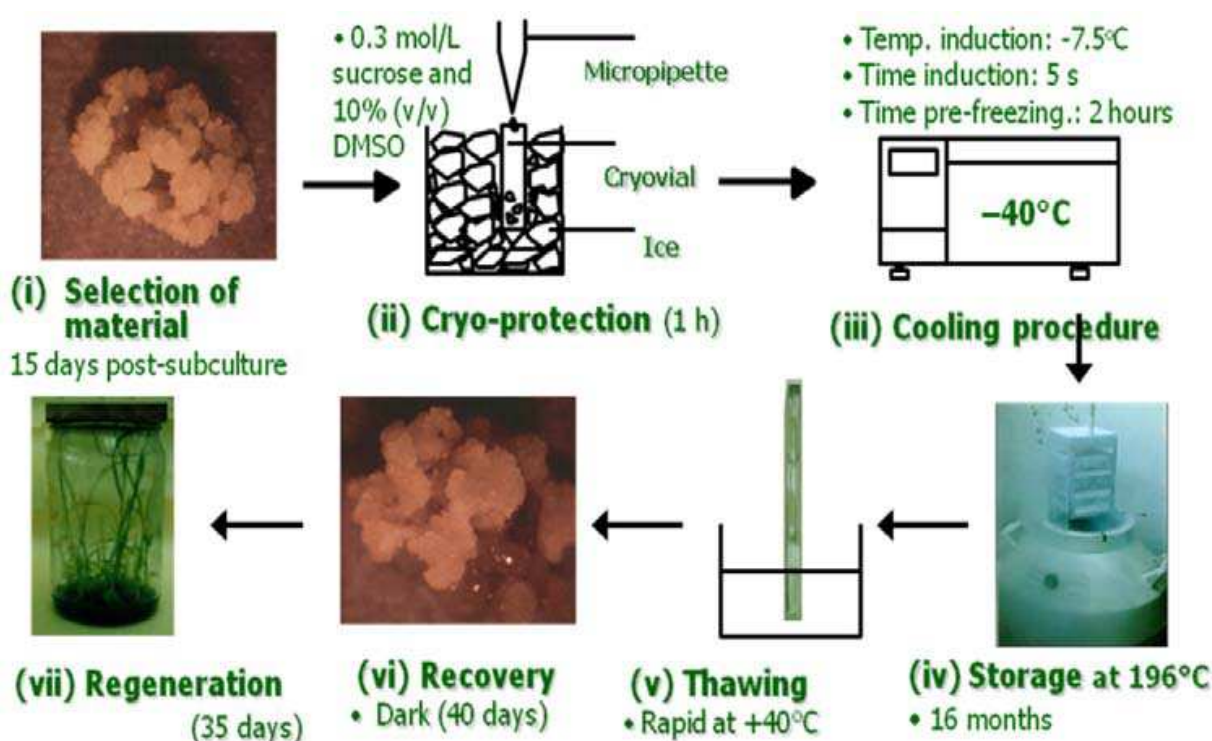 • 0.3 mol/L
sucrose and
10% (v/v)
DMSO
Micropipette
Cryovial
Ice
• Temp. induction: -7.5°C
• Time induction: 5 s
• Time pre-freezing.: 2 hours
–40°C
(i) Selection of
material
15 days post-subculture
(ii) Cryo-protection (1 h)
(iii) Cooling procedure
(vii) Regeneration
(35 days)
(vi) Recovery
• Dark (40 days)
(v) Thawing
• Rapid at +40°C
(iv) Storage at 196°C
• 16 months